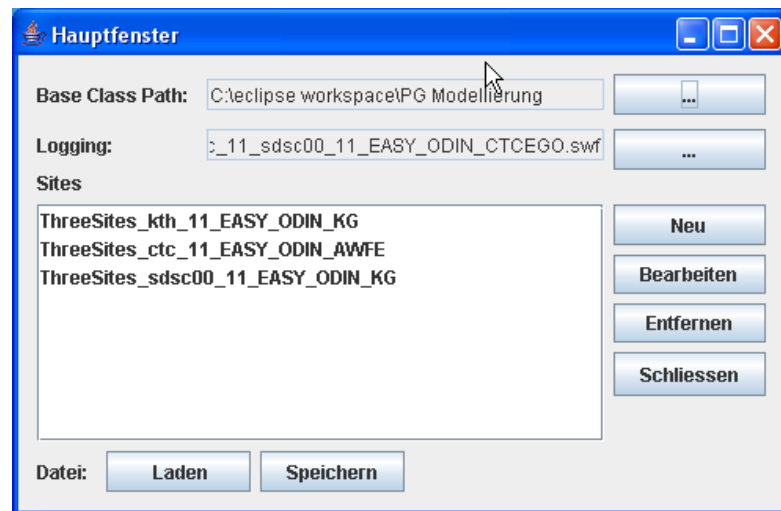 Hauptfenster
Base Class Path: C:\eclipse workspace\PG Modellierung ...
Logging: c_11_sdsc00_11_EASY_ODIN_CTCEGO.swf ...
Sites
ThreeSites_kth_11_EASY_ODIN_KG
ThreeSites_ctc_11_EASY_ODIN_AWFE
ThreeSites_sdsc00_11_EASY_ODIN_KG
Neu
Bearbeiten
Entfernen
Schliessen
Datei: Laden Speichern